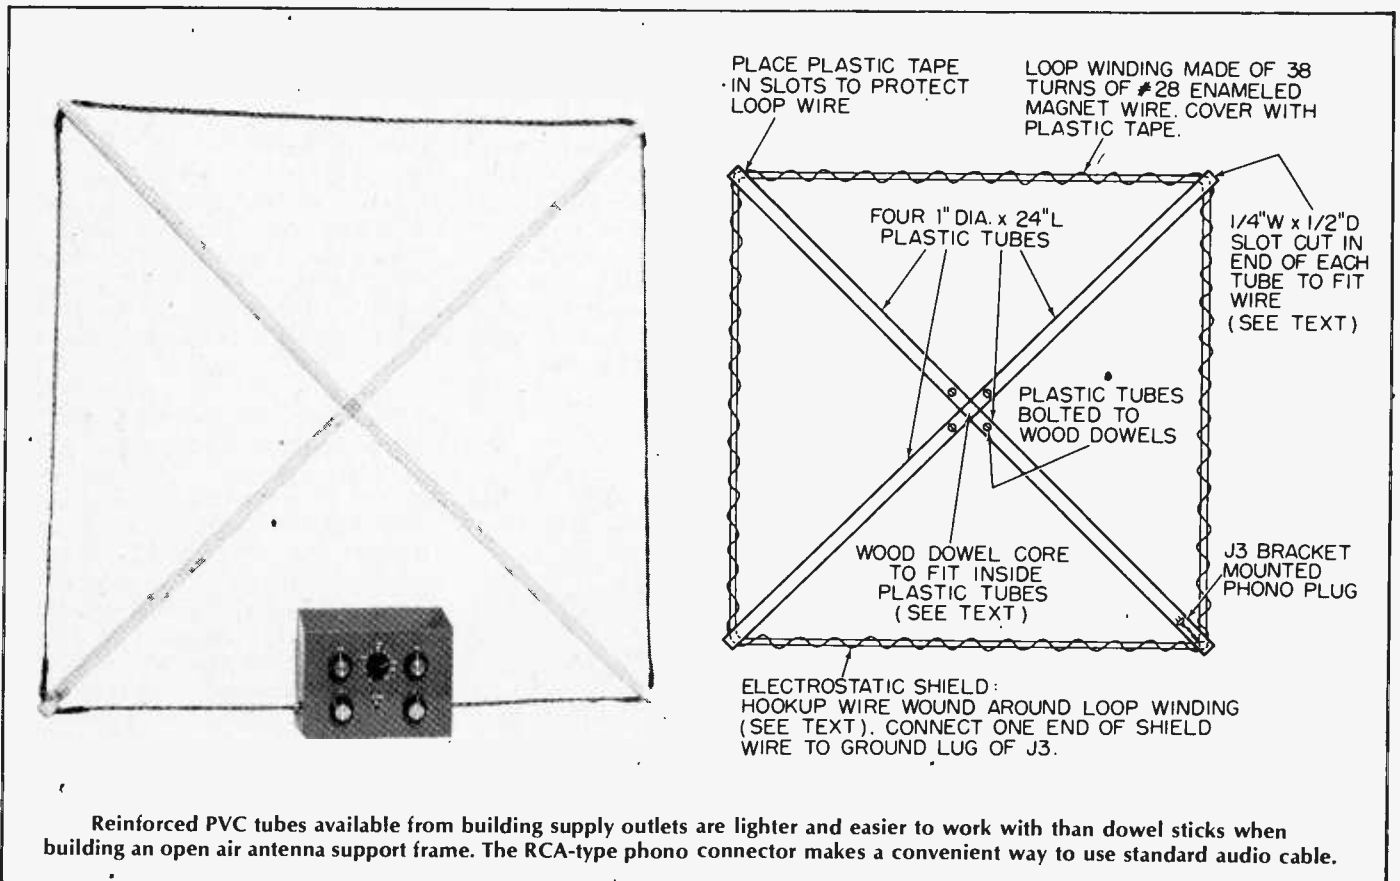 PLACE PLASTIC TAPE
IN SLOTS TO PROTECT
LOOP WIRE
LOOP WINDING MADE OF 38
TURNS OF #28 ENAMELED
MAGNET WIRE. COVER WITH
PLASTIC TAPE.
FOUR 1" DIA. x 24"L
PLASTIC TUBES
1/4"W x 1/2"D
SLOT CUT IN
END OF EACH
TUBE TO FIT
WIRE
(SEE TEXT)
PLASTIC TUBES
BOLTED TO
WOOD DOWELS
WOOD DOWEL CORE
TO FIT INSIDE
PLASTIC TUBES
(SEE TEXT)
J3 BRACKET
MOUNTED
PHONO PLUG
ELECTROSTATIC SHIELD:
HOOKUP WIRE WOUND AROUND LOOP WINDING
(SEE TEXT). CONNECT ONE END OF SHIELD
WIRE TO GROUND LUG OF J3.
Reinforced PVC tubes available from building supply outlets are lighter and easier to work with than dowel sticks when
building an open air antenna support frame. The RCA-type phono connector makes a convenient way to use standard audio cable.